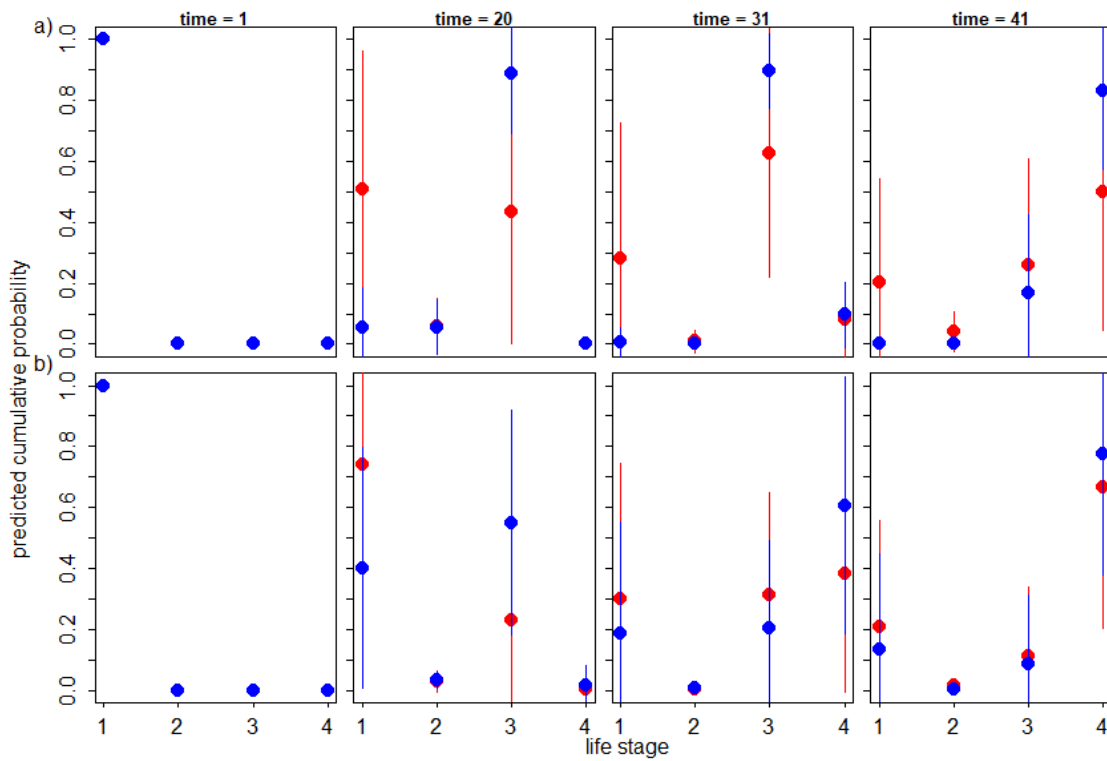 time = 1 time = 20 time = 31 time = 41
a)
1.0
0.8
0.6
0.4
0.2
0.0
b)
1.0
0.8
0.6
0.4
0.2
0.0
predicted cumulative probability
1 2 3 4 1 2 3 4 1 2 3 4 1 2 3 4
life stage